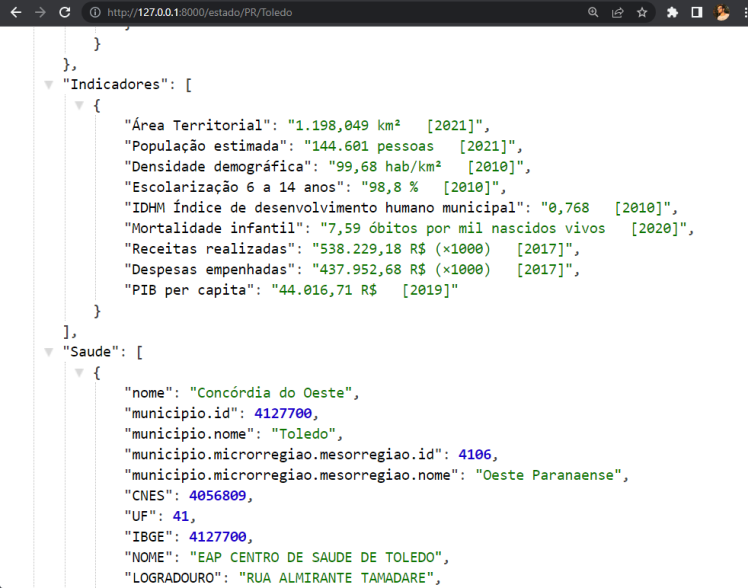 http://127.0.0.1:8000/estado/PR/Toledo
}
},
"Indicadores": [
{
"Área Territorial": "1.198,049 km²   [2021]",
"População estimada": "144.601 pessoas   [2021]",
"Densidade demográfica": "99,68 hab/km²   [2010]",
"Escolarização 6 a 14 anos": "98,8 %   [2010]",
"IDHM Índice de desenvolvimento humano municipal": "0,768   [2010]",
"Mortalidade infantil": "7,59 óbitos por mil nascidos vivos   [2020]",
"Receitas realizadas": "538.229,18 R$ (×1000)   [2017]",
"Despesas empenhadas": "437.952,68 R$ (×1000)   [2017]",
"PIB per capita": "44.016,71 R$   [2019]"
}
],
"Saude": [
{
"nome": "Concórdia do Oeste",
"municipio.id": 4127700,
"municipio.nome": "Toledo",
"municipio.microrregiao.mesorregiao.id": 4106,
"municipio.microrregiao.mesorregiao.nome": "Oeste Paranaense",
"CNES": 4056809,
"UF": 41,
"IBGE": 4127700,
"NOME": "EAP CENTRO DE SAUDE DE TOLEDO",
"LOGRADOURO": "RUA ALMIRANTE TAMADARE",